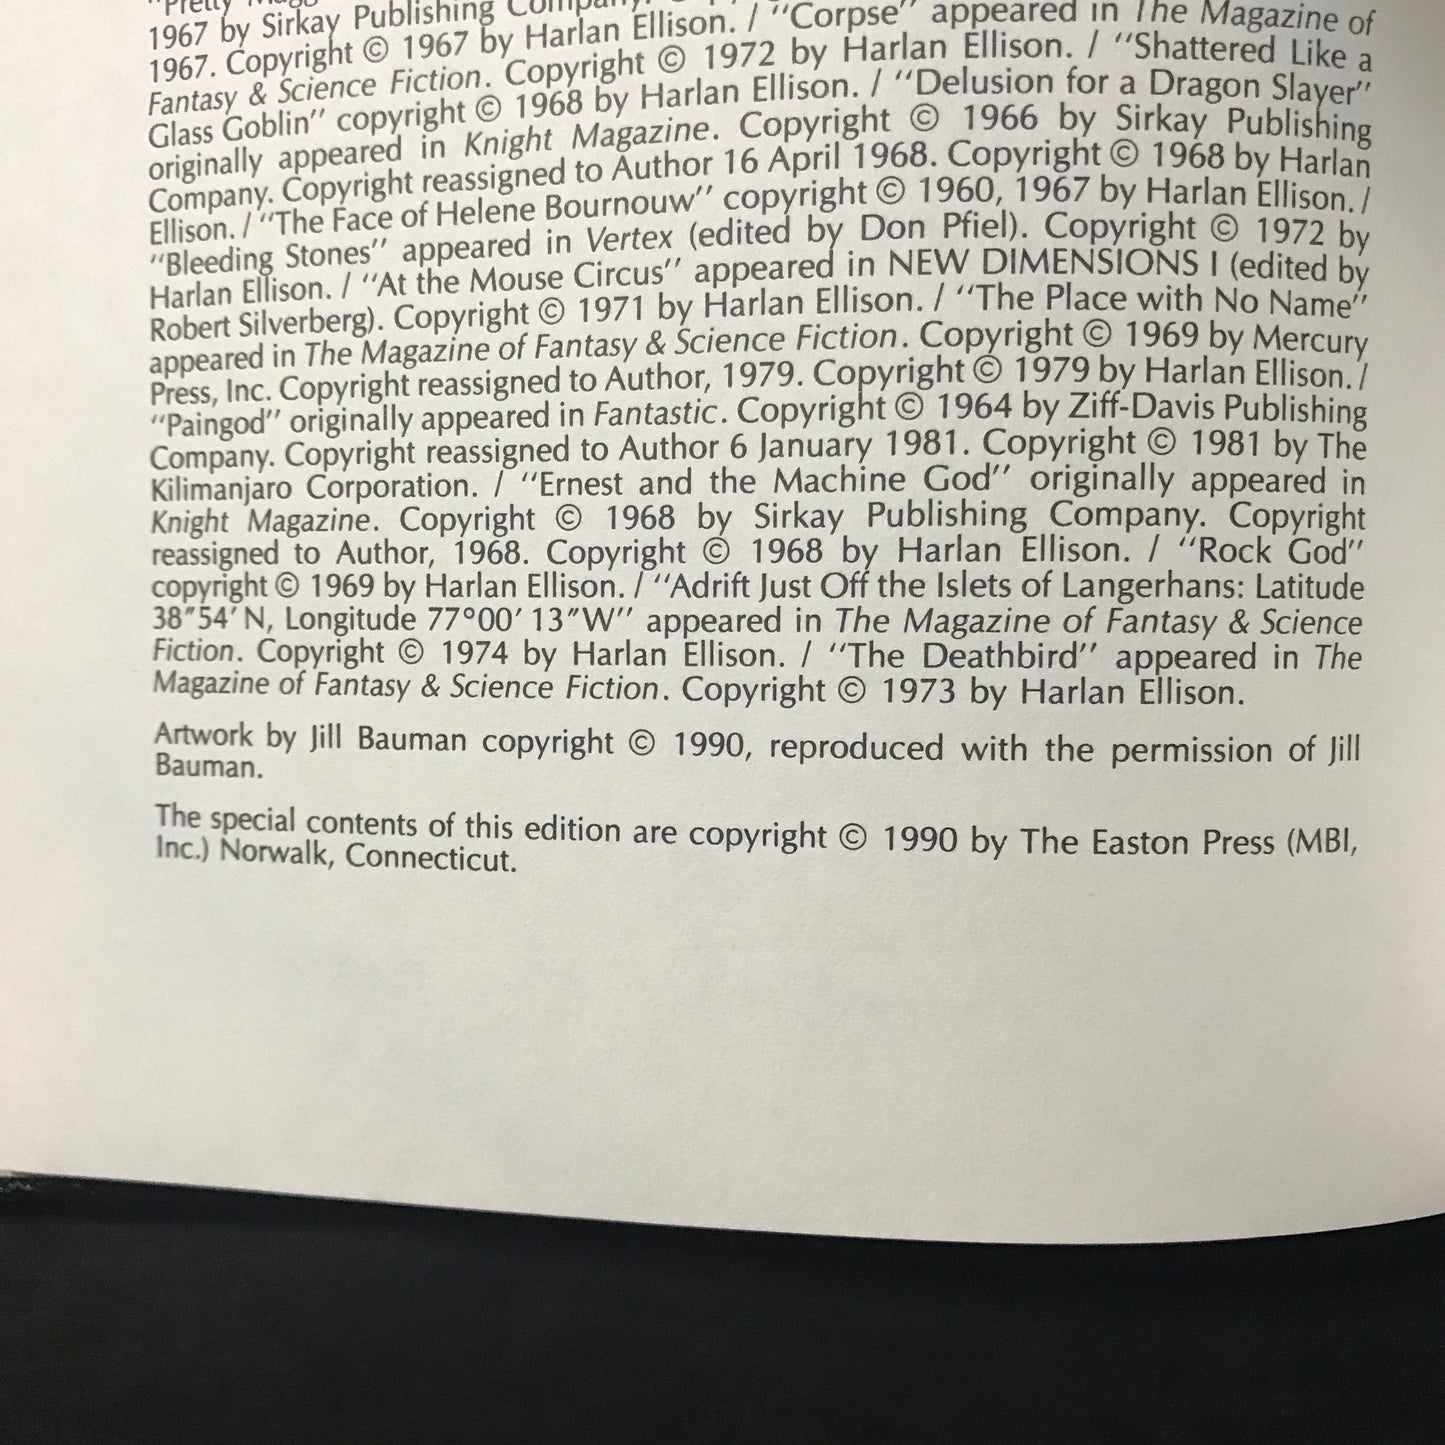 "Pretty
1967 by Sirkay Publishing Company.
1967. Copyright © 1967 by Harlan Ellison. / "Corpse" appeared in The Magazine of
Fantasy & Science Fiction. Copyright © 1972 by Harlan Ellison. / "Shattered Like a
Glass Goblin" copyright © 1968 by Harlan Ellison. / "Delusion for a Dragon Slayer"
originally appeared in Knight Magazine. Copyright © 1966 by Sirkay Publishing
Company. Copyright reassigned to Author 16 April 1968. Copyright © 1968 by Harlan
Ellison. / "The Face of Helene Bournouw" copyright © 1960, 1967 by Harlan Ellison. /
"Bleeding Stones" appeared in Vertex (edited by Don Pfiel). Copyright © 1972 by
Harlan Ellison. / "At the Mouse Circus" appeared in NEW DIMENSIONS I (edited by
Robert Silverberg). Copyright © 1971 by Harlan Ellison. / "The Place with No Name"
appeared in The Magazine of Fantasy & Science Fiction. Copyright © 1969 by Mercury
Press, Inc. Copyright reassigned to Author, 1979. Copyright © 1979 by Harlan Ellison. /
"Paingod" originally appeared in Fantastic. Copyright © 1964 by Ziff-Davis Publishing
Company. Copyright reassigned to Author 6 January 1981. Copyright © 1981 by The
Kilimanjaro Corporation. / "Ernest and the Machine God" originally appeared in
Knight Magazine. Copyright © 1968 by Sirkay Publishing Company. Copyright
reassigned to Author, 1968. Copyright © 1968 by Harlan Ellison. / "Rock God"
copyright © 1969 by Harlan Ellison. / "Adrift Just Off the Islets of Langerhans: Latitude
38″54′ N, Longitude 77°00′ 13″W" appeared in The Magazine of Fantasy & Science
Fiction. Copyright © 1974 by Harlan Ellison. / "The Deathbird" appeared in The
Magazine of Fantasy & Science Fiction. Copyright © 1973 by Harlan Ellison.
Artwork by Jill Bauman copyright © 1990, reproduced with the permission of Jill
Bauman.
The special contents of this edition are copyright © 1990 by The Easton Press (MBI,
Inc.) Norwalk, Connecticut.